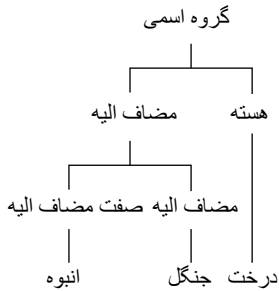 گروه اسمی
هسته مضاف الیه
مضاف الیه صفت مضاف الیه
درخت جنگل انبوه